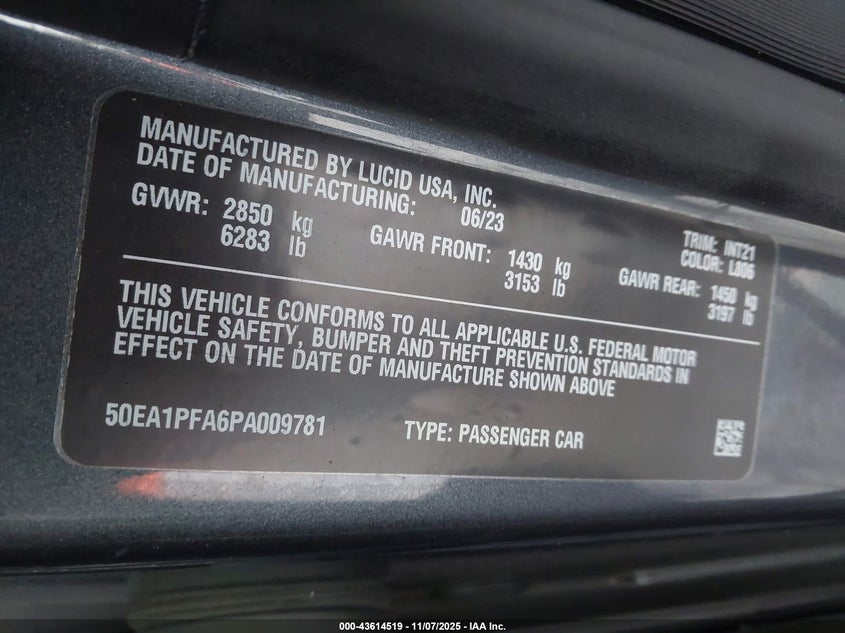 MANUFACTURED BY LUCID USA, INC.
DATE OF MANUFACTURING: 06/23
TRIM: INT21
COLOR: L806
GVWR: 2850 kg
6283 lb
GAWR FRONT: 1430 kg
3153 lb
GAWR REAR: 1450 kg
3197 lb
THIS VEHICLE CONFORMS TO ALL APPLICABLE U.S. FEDERAL MOTOR
VEHICLE SAFETY, BUMPER AND THEFT PREVENTION STANDARDS IN
EFFECT ON THE DATE OF MANUFACTURE SHOWN ABOVE
50EA1PFA6PA009781
TYPE: PASSENGER CAR
000-43614519 - 11/07/2025 - IAA Inc.